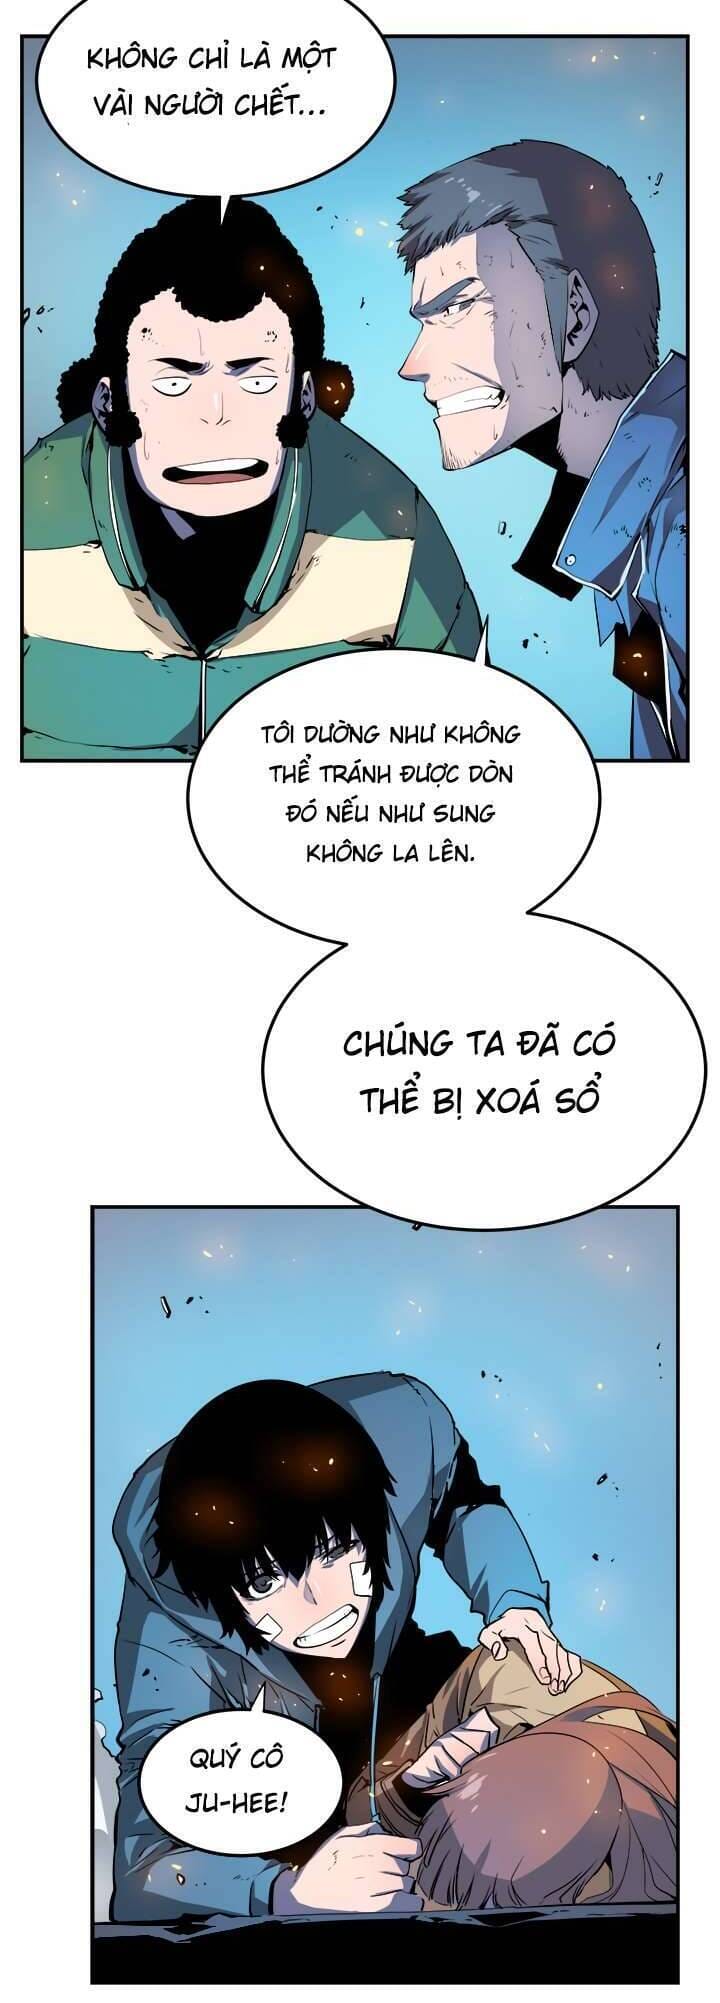 KHÔNG CHỈ LÀ MỘT
VÀI NGƯỜI CHẾT...
TÔI DƯỜNG NHƯ KHÔNG
THỂ TRÁNH ĐƯỢC DÒN
ĐÓ NẾU NHƯ SUNG
KHÔNG LA LÊN.
CHÚNG TA ĐÃ CÓ
THỂ BỊ XOÁ SỔ
QUÝ CÔ
JU-HEE!